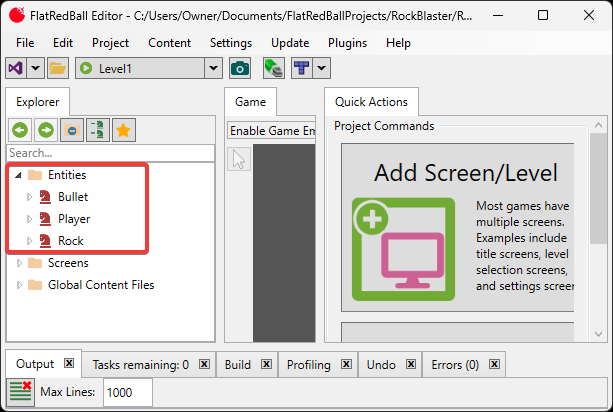 FlatRedBall Editor - C:/Users/Owner/Documents/FlatRedBallProjects/RockBlaster/R...
File Edit Project Content Settings Update Plugins Help
Level1
Explorer
Search...
Entities
Bullet
Player
Rock
Screens
Global Content Files
Game
Enable Game Em
Quick Actions
Project Commands
Add Screen/Level
Most games have
multiple screens.
Examples include
title screens, level
selection screens,
and settings screen
Output Tasks remaining: 0 Build Profiling Undo Errors (0)
Max Lines: 1000